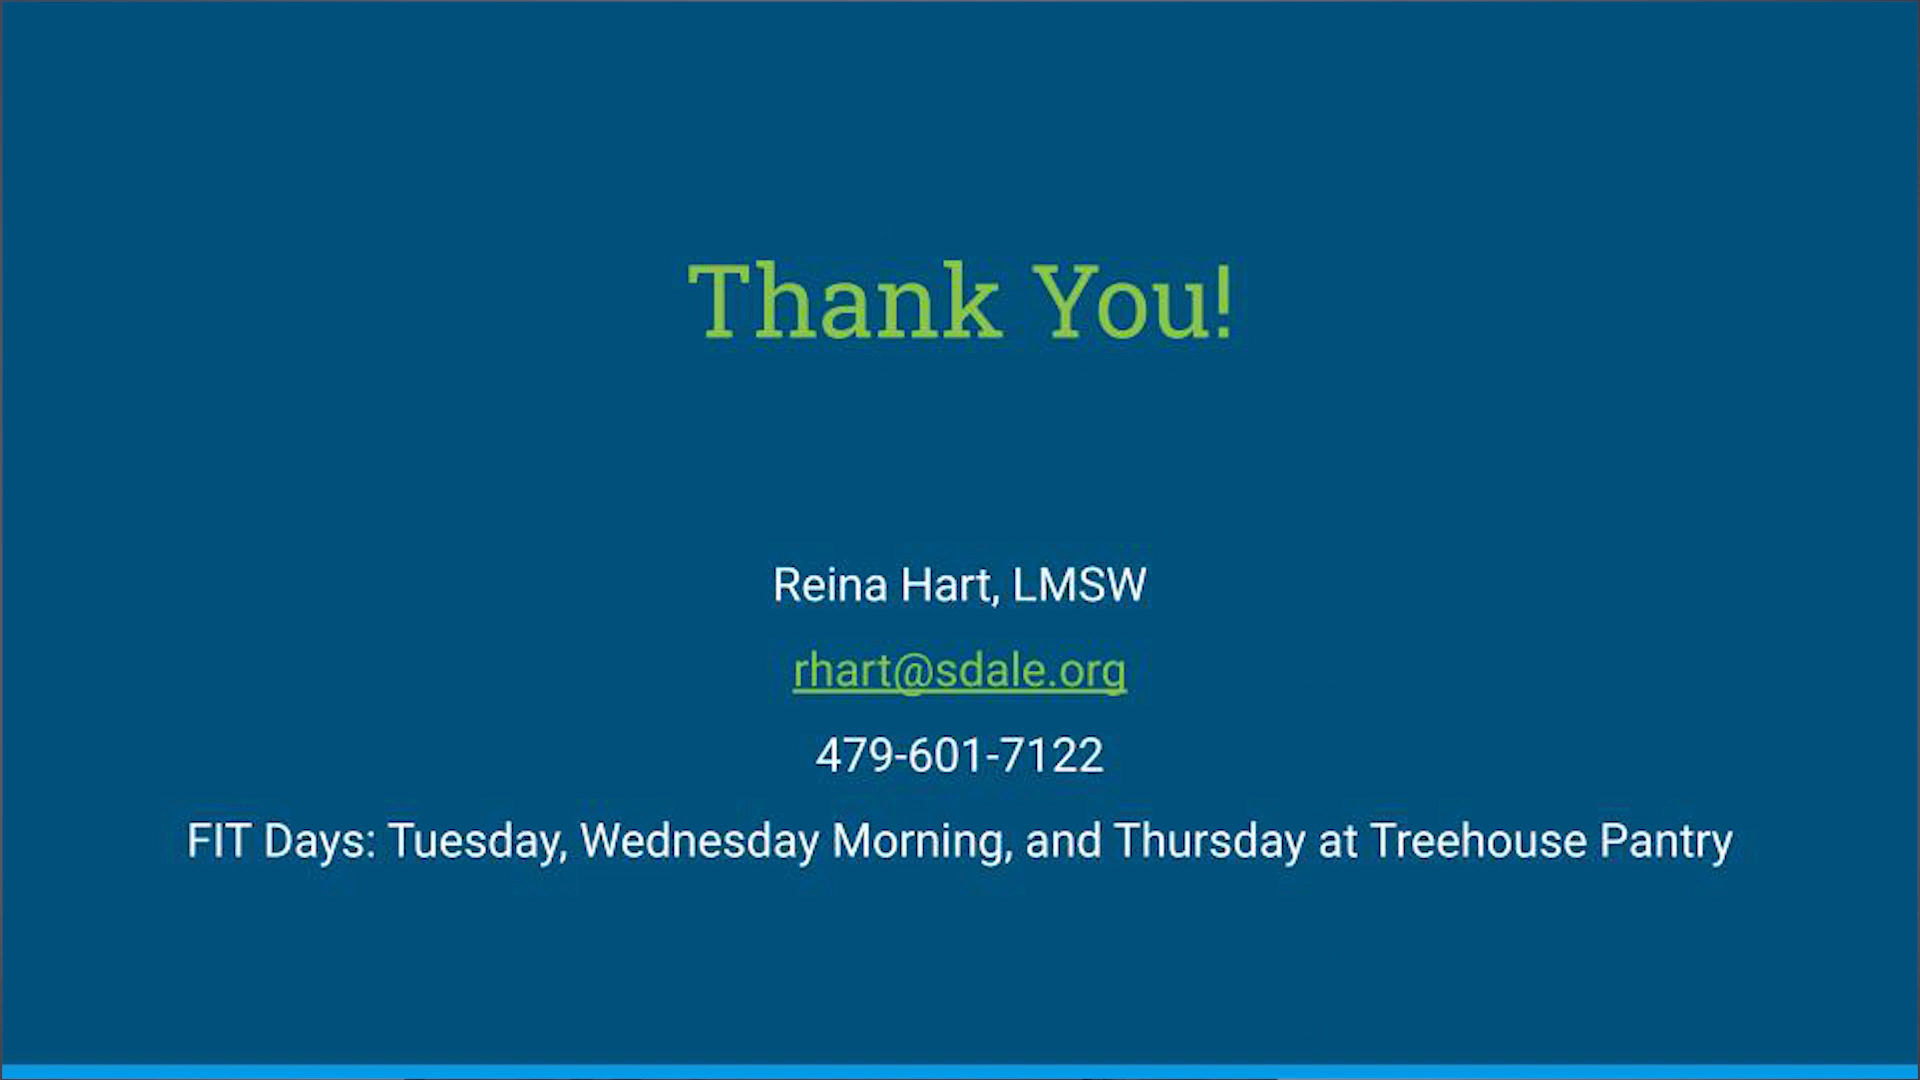 Thank You!
Reina Hart, LMSW
rhart@sdale.org
479-601-7122
FIT Days: Tuesday, Wednesday Morning, and Thursday at Treehouse Pantry